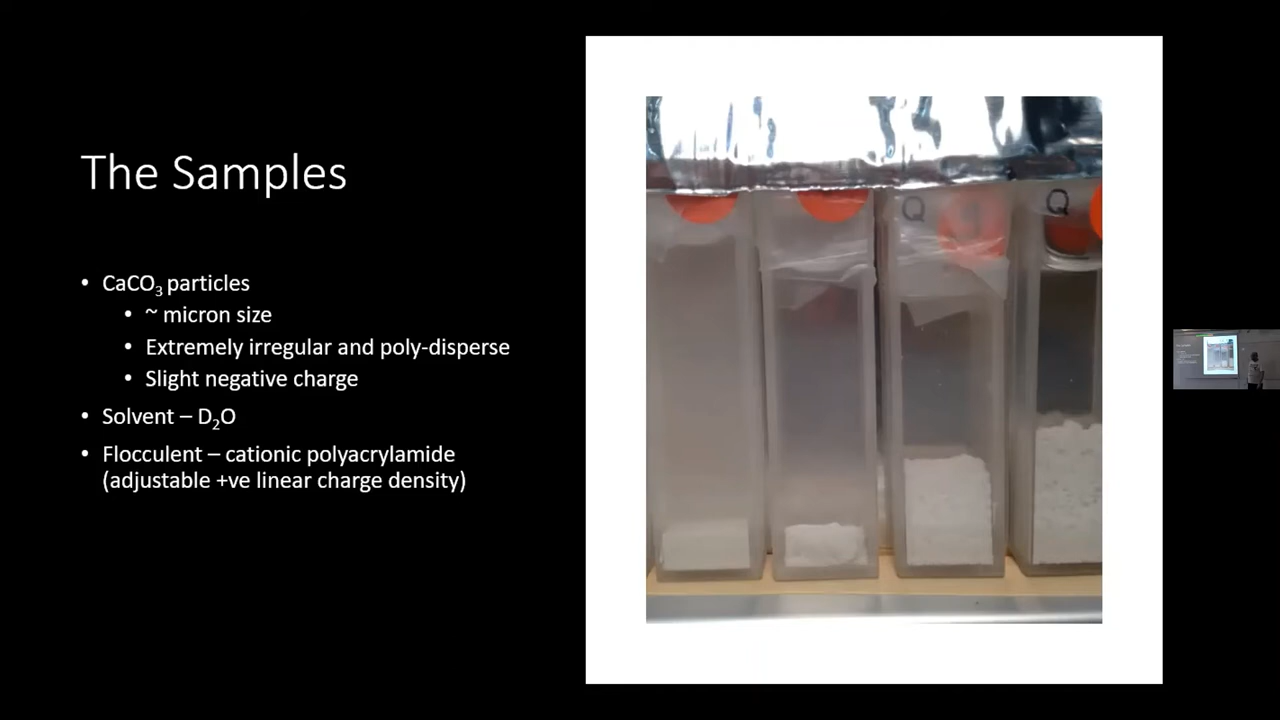 The Samples
• CaCO₃ particles
• ~ micron size
• Extremely irregular and poly-disperse
• Slight negative charge
• Solvent – D₂O
• Flocculent – cationic polyacrylamide
(adjustable +ve linear charge density)
Q
Q